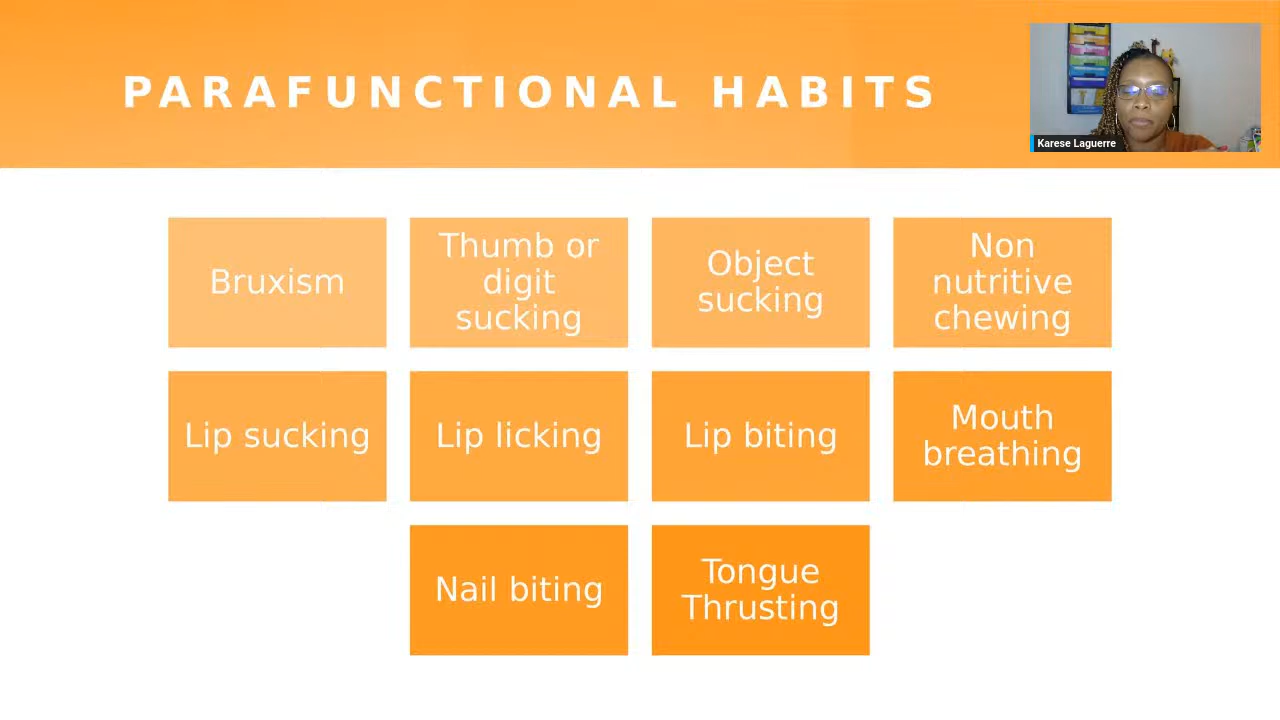 PARAFUNCTIONAL HABITS
Karese Laguerre
Bruxism
Thumb or
digit
sucking
Object
sucking
Non
nutritive
chewing
Lip sucking
Lip licking
Lip biting
Mouth
breathing
Nail biting
Tongue
Thrusting